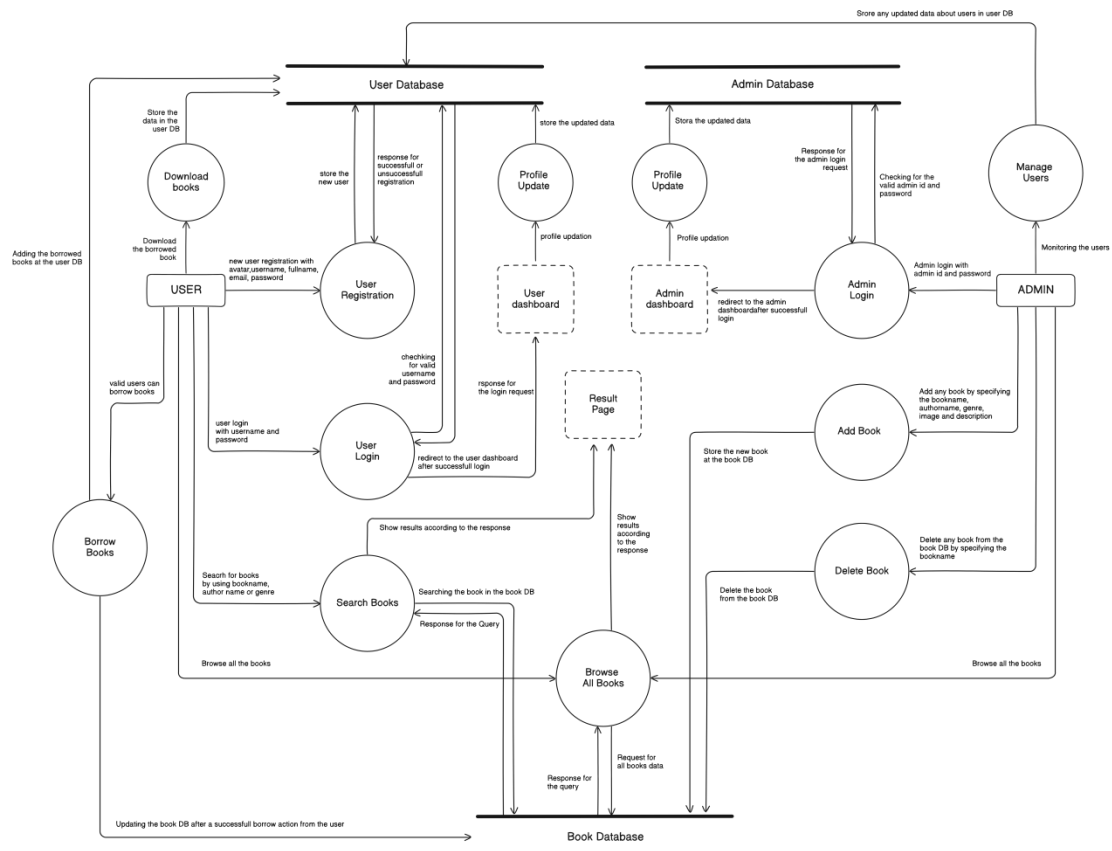 Srore any updated data about users in user DB
User Database
Admin Database
Store the
data in the
user DB
store the updated data
Stora the updated data
Download
books
store the
new user
response for
successfull or
unsuccessfull
registration
Profile
Update
Profile
Update
Response for
the admin login
request
Checking for the
valid admin id and
password
Manage
Users
Adding the borrowed
books at the user DB
Download
the borrowed
book
profile updation
Profile updation
Monitoring the users
USER
new user registration with
avatar,username, fullname,
email, password
User
Registration
User
dashboard
Admin
dashboard
redirect to the admin
dashboardafter successfull
login
Admin
Login
Admin login with
admin id and password
ADMIN
valid users can
borrow books
chechking
for valid
username
and password
rsponse for
the login request
Result
Page
Add any book by specifying
the bookname,
authorname, genre,
image and description
user login
with username and
password
User
Login
redirect to the user dashboard
after successfull login
Add Book
Store the new book
at the book DB
Borrow
Books
Show results according to the response
Show
results
according
to the
response
Delete any book from the
book DB by specifying the
bookname
Delete Book
Seacrh for books
by using bookname,
author name or genre
Search Books
Searching the book in the book DB
Response for the Query
Delete the book
from the book DB
Browse all the books
Browse
All Books
Browse all the books
Response for
the query
Request for
all books data
Updating the book DB after a successfull borrow action from the user
Book Database